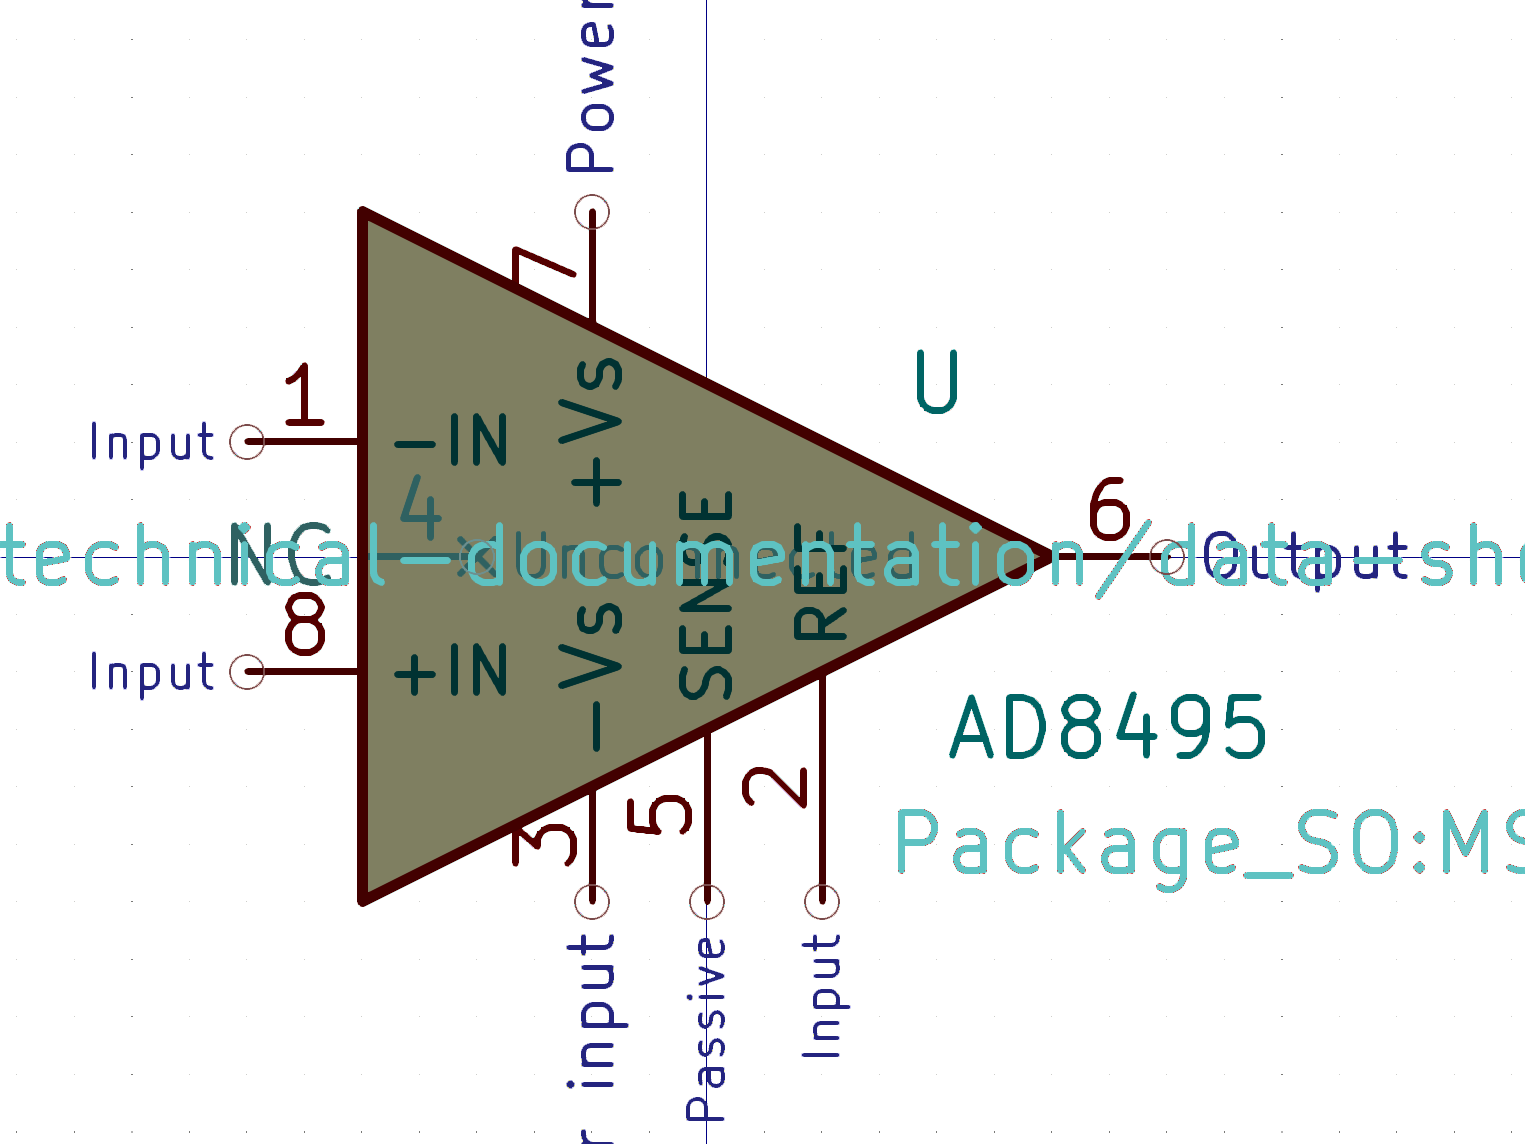 Power
7
U
1
Input
-IN
+Vs
4
6
technical-documentation/data-sh
NC
Unconnected
Output
8
Input
+IN
-Vs
SENSE
REF
AD8495
3
5
2
Package_SO:MS
input
Passive
Input